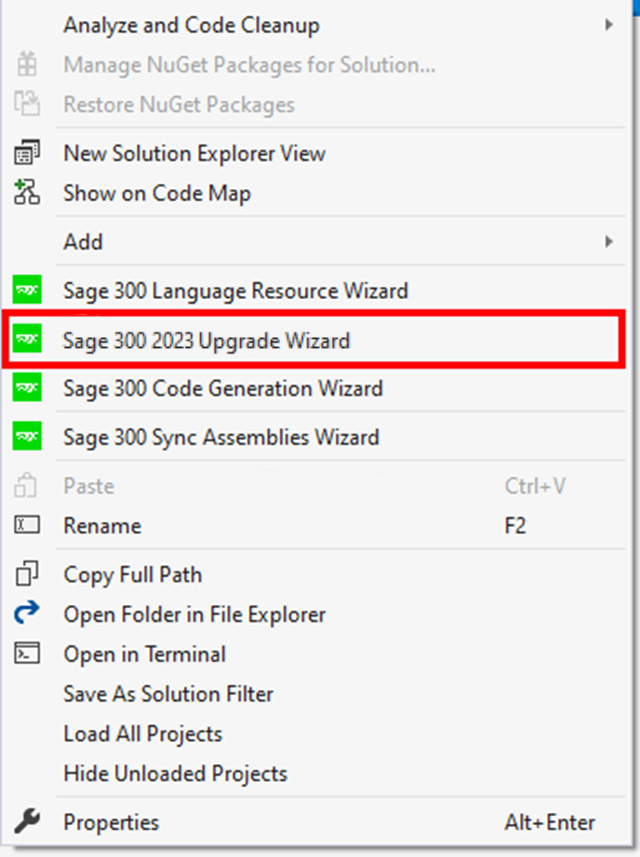 Analyze and Code Cleanup
Manage NuGet Packages for Solution...
Restore NuGet Packages
New Solution Explorer View
Show on Code Map
Add
Sage 300 Language Resource Wizard
Sage 300 2023 Upgrade Wizard
Sage 300 Code Generation Wizard
Sage 300 Sync Assemblies Wizard
Paste Ctrl+V
Rename F2
Copy Full Path
Open Folder in File Explorer
Open in Terminal
Save As Solution Filter
Load All Projects
Hide Unloaded Projects
Properties Alt+Enter